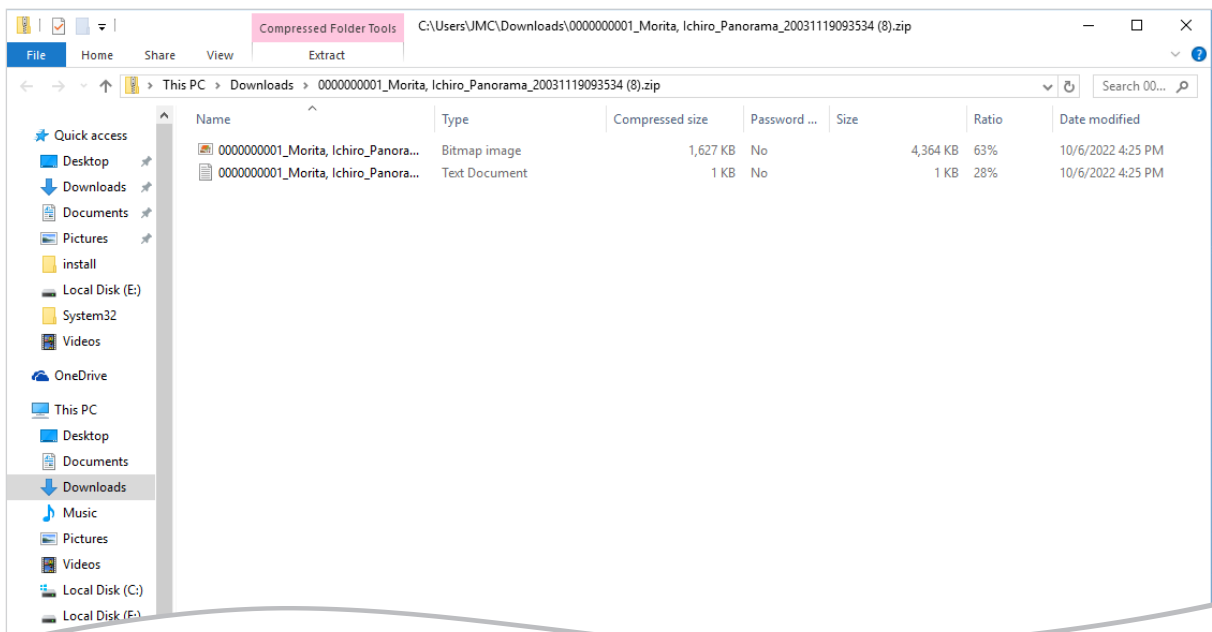 Compressed Folder Tools C:\Users\JMC\Downloads\0000000001_Morita, Ichiro_Panorama_20031119093534 (8).zip
File Home Share View Extract
This PC > Downloads > 0000000001_Morita, Ichiro_Panorama_20031119093534 (8).zip Search 00...
Name Type Compressed size Password ... Size Ratio Date modified
0000000001_Morita, Ichiro_Panora... Bitmap image 1,627 KB No 4,364 KB 63% 10/6/2022 4:25 PM
0000000001_Morita, Ichiro_Panora... Text Document 1 KB No 1 KB 28% 10/6/2022 4:25 PM
Quick access
Desktop
Downloads
Documents
Pictures
install
Local Disk (E:)
System32
Videos
OneDrive
This PC
Desktop
Documents
Downloads
Music
Pictures
Videos
Local Disk (C:)
Local Disk (E:)